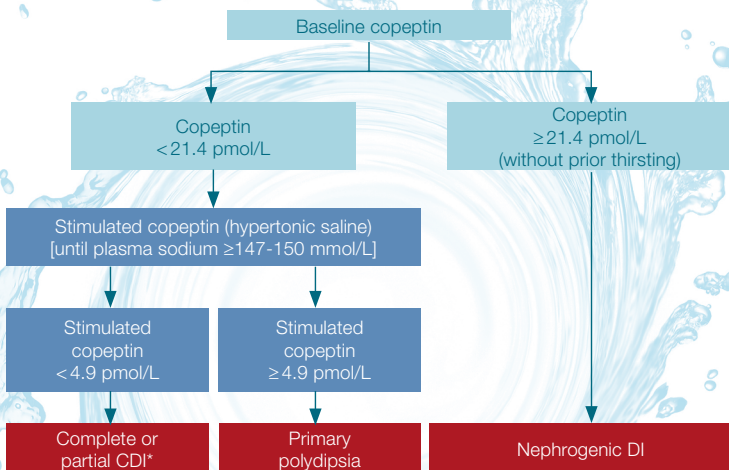 Baseline copeptin
Copeptin
<21.4 pmol/L
Copeptin
≥21.4 pmol/L
(without prior thirsting)
Stimulated copeptin (hypertonic saline)
[until plasma sodium ≥147-150 mmol/L]
Stimulated
copeptin
<4.9 pmol/L
Stimulated
copeptin
≥4.9 pmol/L
Complete or
partial CDI*
Primary
polydipsia
Nephrogenic DI